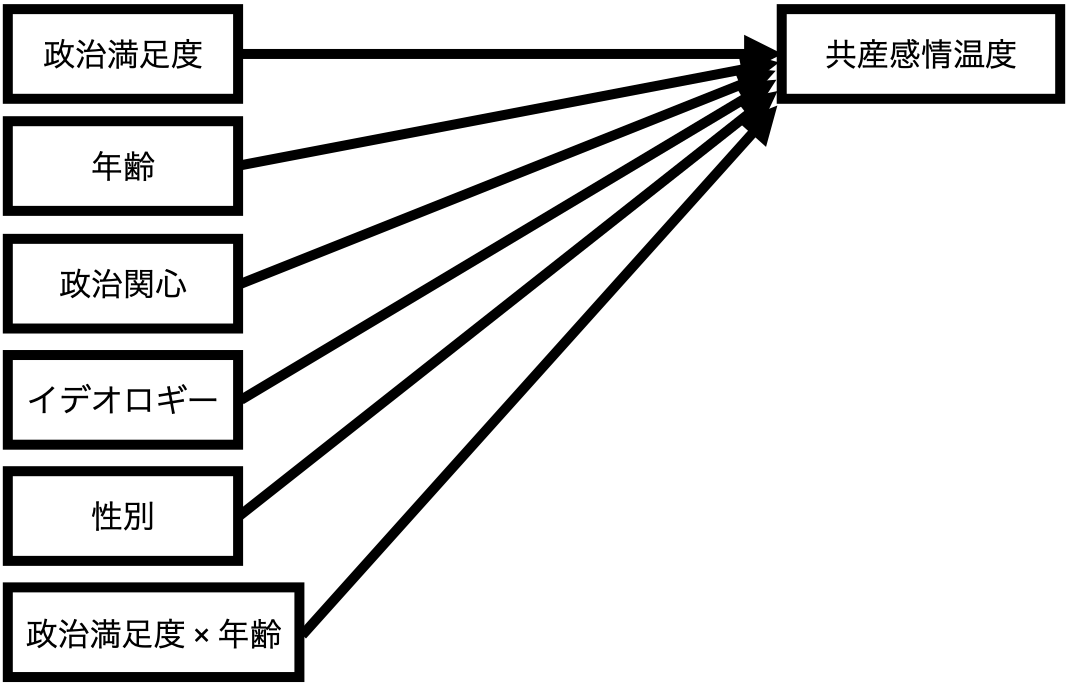 政治満足度
共産感情温度
年齢
政治関心
イデオロギー
性別
政治満足度 × 年齢